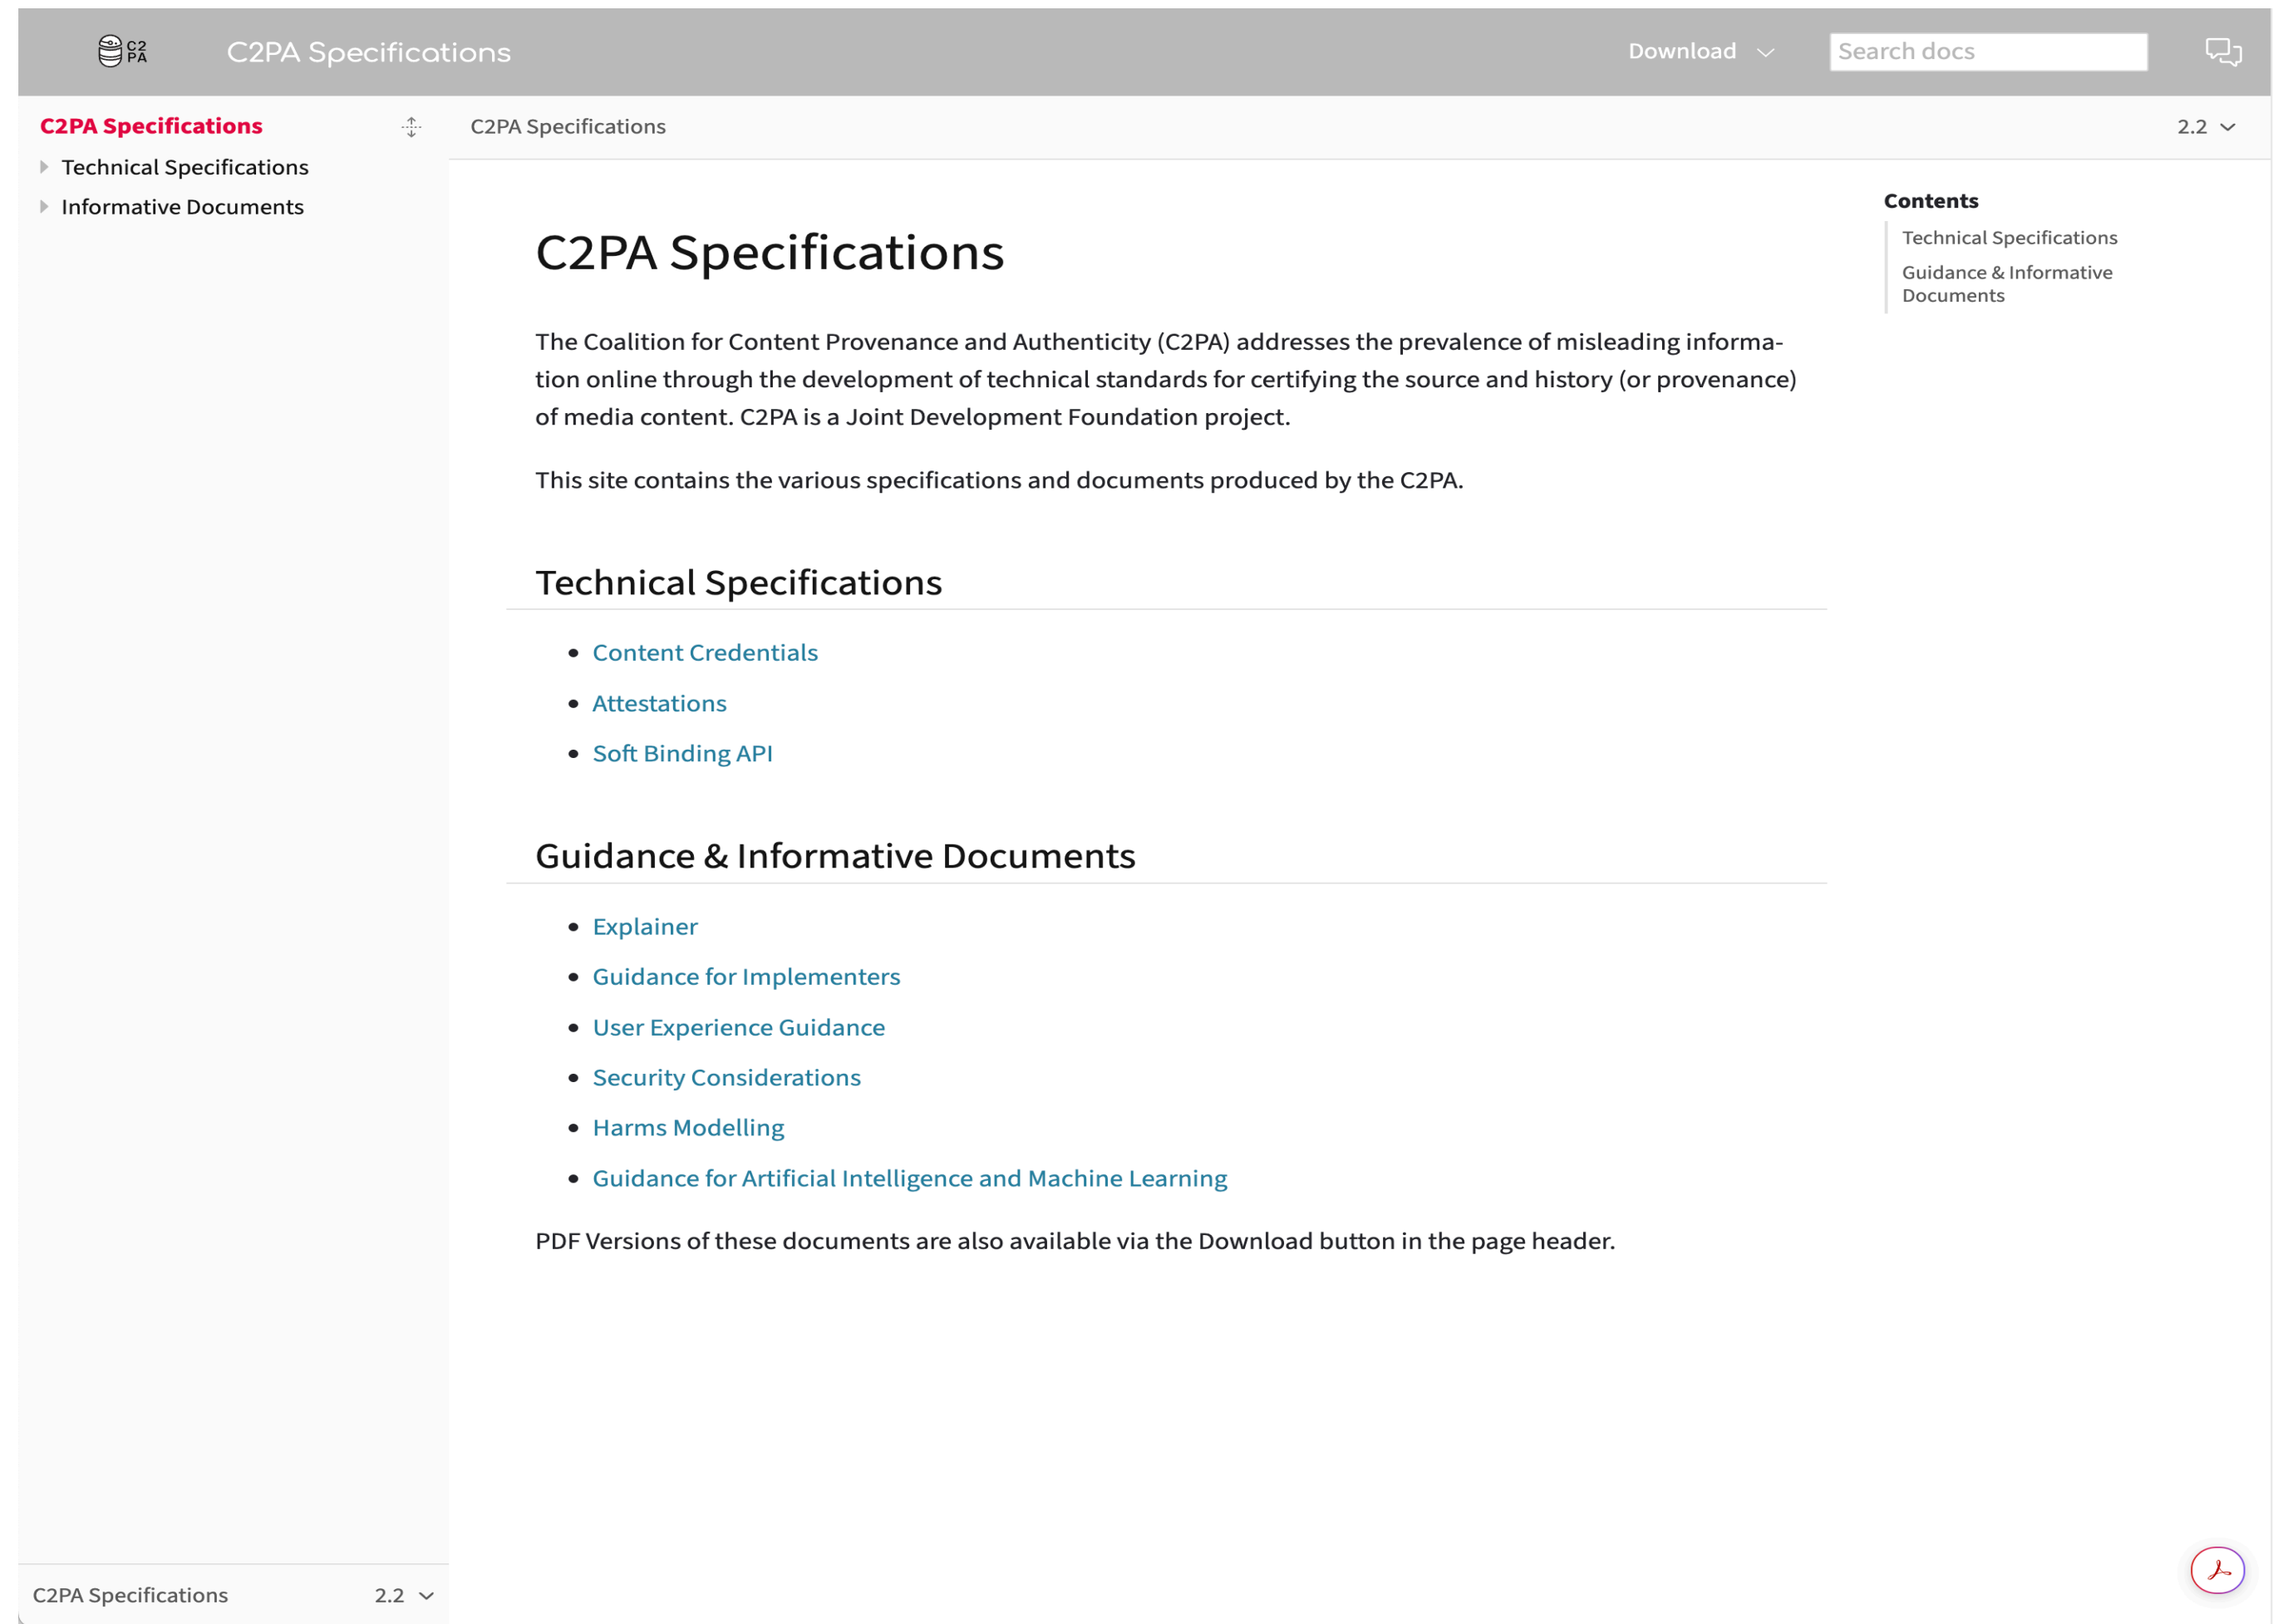 C2
PA
C2PA Specifications
Download
Search docs
C2PA Specifications
Technical Specifications
Informative Documents
C2PA Specifications
2.2
C2PA Specifications
The Coalition for Content Provenance and Authenticity (C2PA) addresses the prevalence of misleading informa-
tion online through the development of technical standards for certifying the source and history (or provenance)
of media content. C2PA is a Joint Development Foundation project.
This site contains the various specifications and documents produced by the C2PA.
Technical Specifications
Content Credentials
Attestations
Soft Binding API
Guidance & Informative Documents
Explainer
Guidance for Implementers
User Experience Guidance
Security Considerations
Harms Modelling
Guidance for Artificial Intelligence and Machine Learning
PDF Versions of these documents are also available via the Download button in the page header.
Contents
Technical Specifications
Guidance & Informative
Documents
C2PA Specifications
2.2